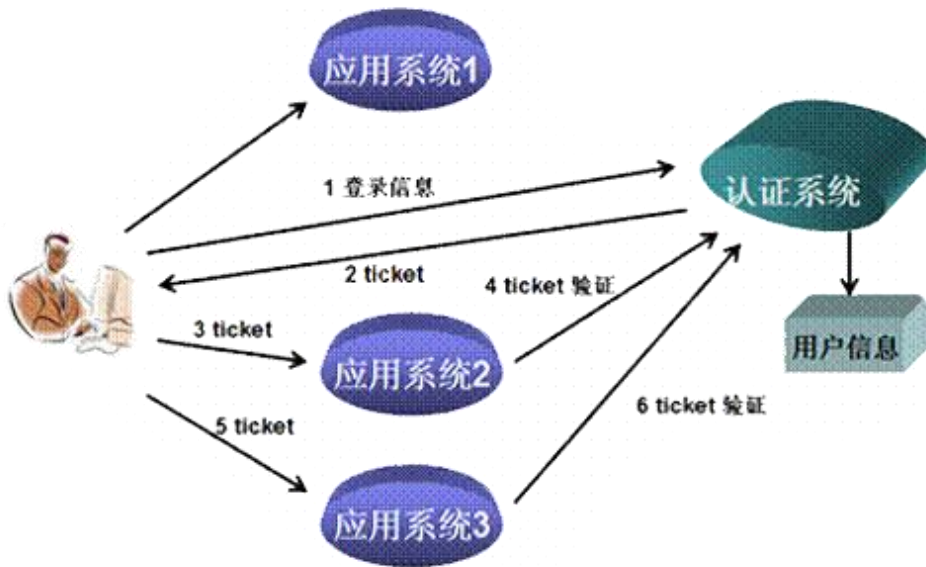 应用系统1
1 登录信息
认证系统
2 ticket
4 ticket 验证
3 ticket
用户信息
应用系统2
5 ticket
6 ticket 验证
应用系统3